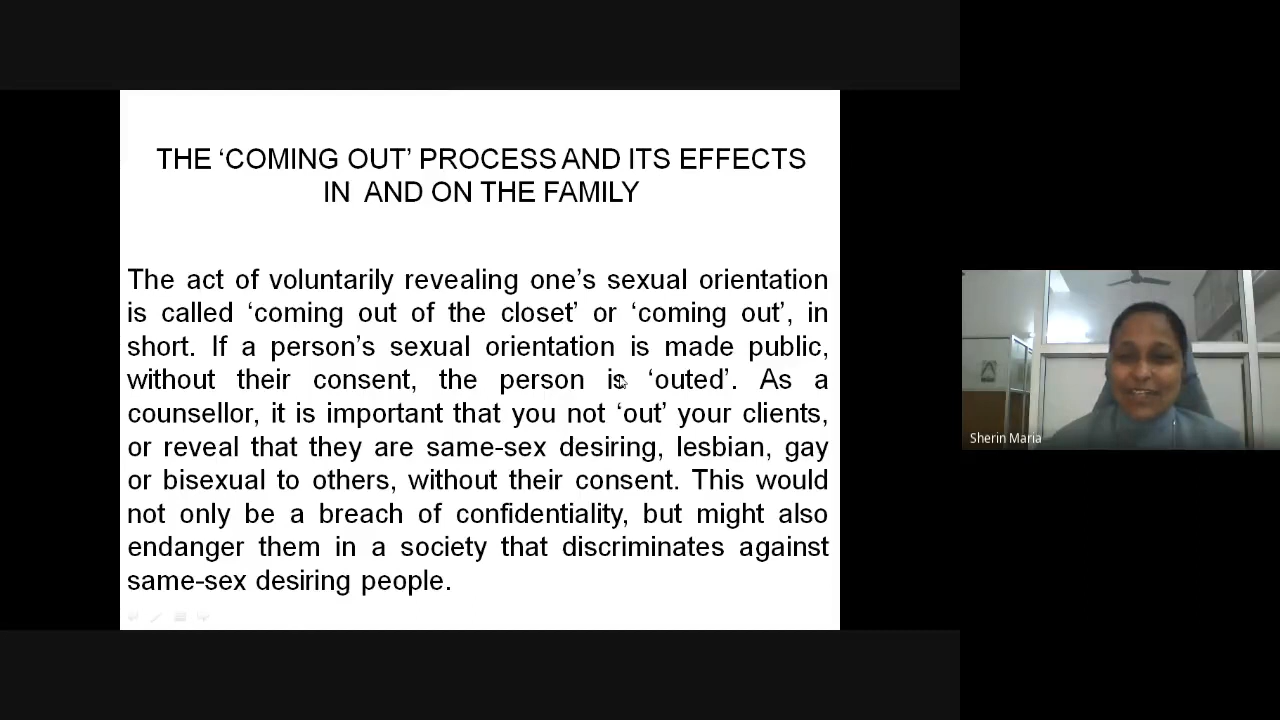 THE ‘COMING OUT’ PROCESS AND ITS EFFECTS
IN AND ON THE FAMILY
The act of voluntarily revealing one’s sexual orientation
is called ‘coming out of the closet’ or ‘coming out’, in
short. If a person’s sexual orientation is made public,
without their consent, the person is ‘outed’. As a
counsellor, it is important that you not ‘out’ your clients,
or reveal that they are same-sex desiring, lesbian, gay
or bisexual to others, without their consent. This would
not only be a breach of confidentiality, but might also
endanger them in a society that discriminates against
same-sex desiring people.
Sherin Maria